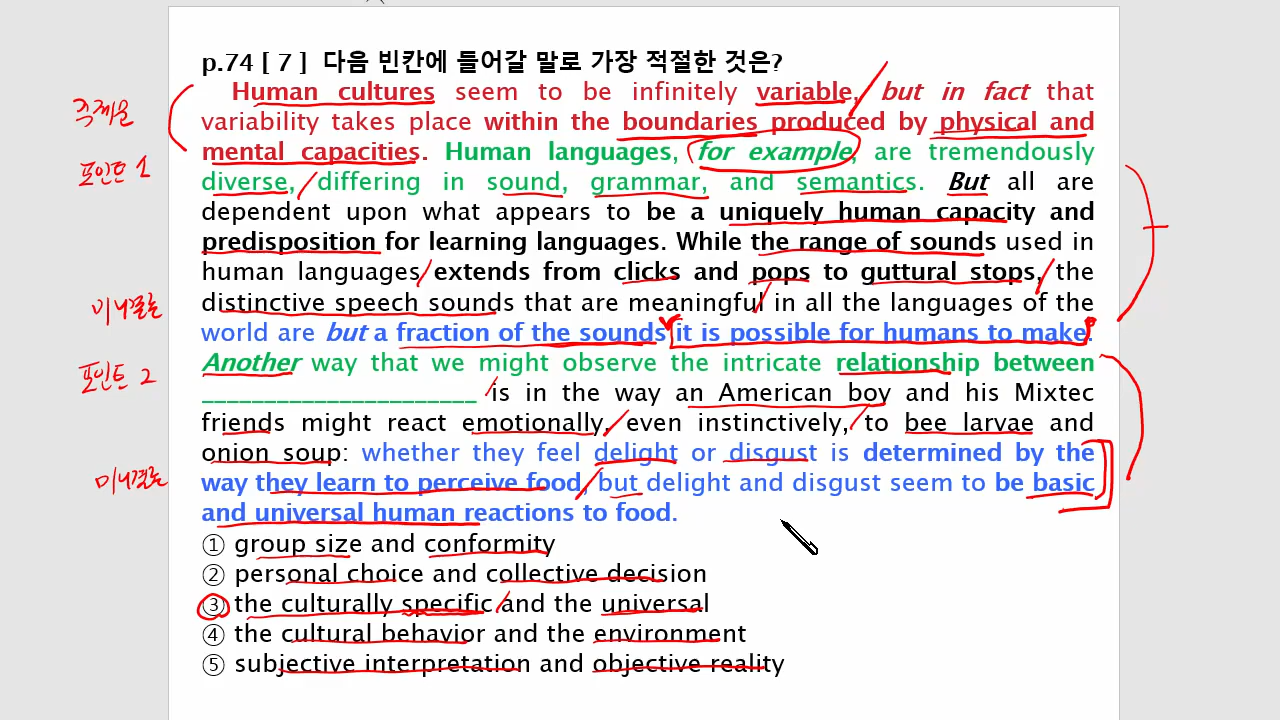 p.74 [ 7 ] 다음 빈칸에 들어갈 말로 가장 적절한 것은?
Human cultures seem to be infinitely variable, but in fact that
variability takes place within the boundaries produced by physical and
mental capacities. Human languages, for example, are tremendously
포인트 1
diverse, differing in sound, grammar, and semantics. But all are
dependent upon what appears to be a uniquely human capacity and
predisposition for learning languages. While the range of sounds used in
human languages extends from clicks and pops to guttural stops, the
distinctive speech sounds that are meaningful in all the languages of the
미니결론
world are but a fraction of the sounds it is possible for humans to make.
Another way that we might observe the intricate relationship between
포인트 2
______________________ is in the way an American boy and his Mixtec
friends might react emotionally, even instinctively, to bee larvae and
onion soup: whether they feel delight or disgust is determined by the
미니결론
way they learn to perceive food, but delight and disgust seem to be basic
and universal human reactions to food.
① group size and conformity
② personal choice and collective decision
③ the culturally specific and the universal
④ the cultural behavior and the environment
⑤ subjective interpretation and objective reality